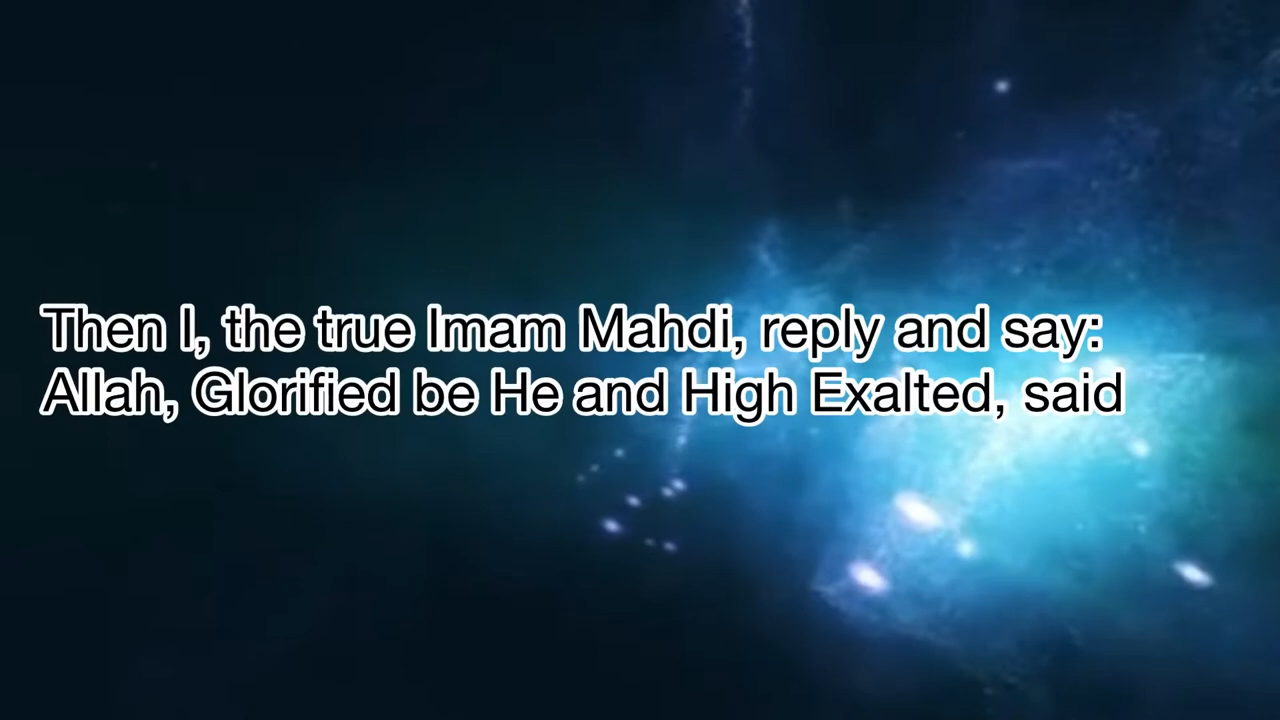 Then I, the true Imam Mahdi, reply and say:
Allah, Glorified be He and High Exalted, said